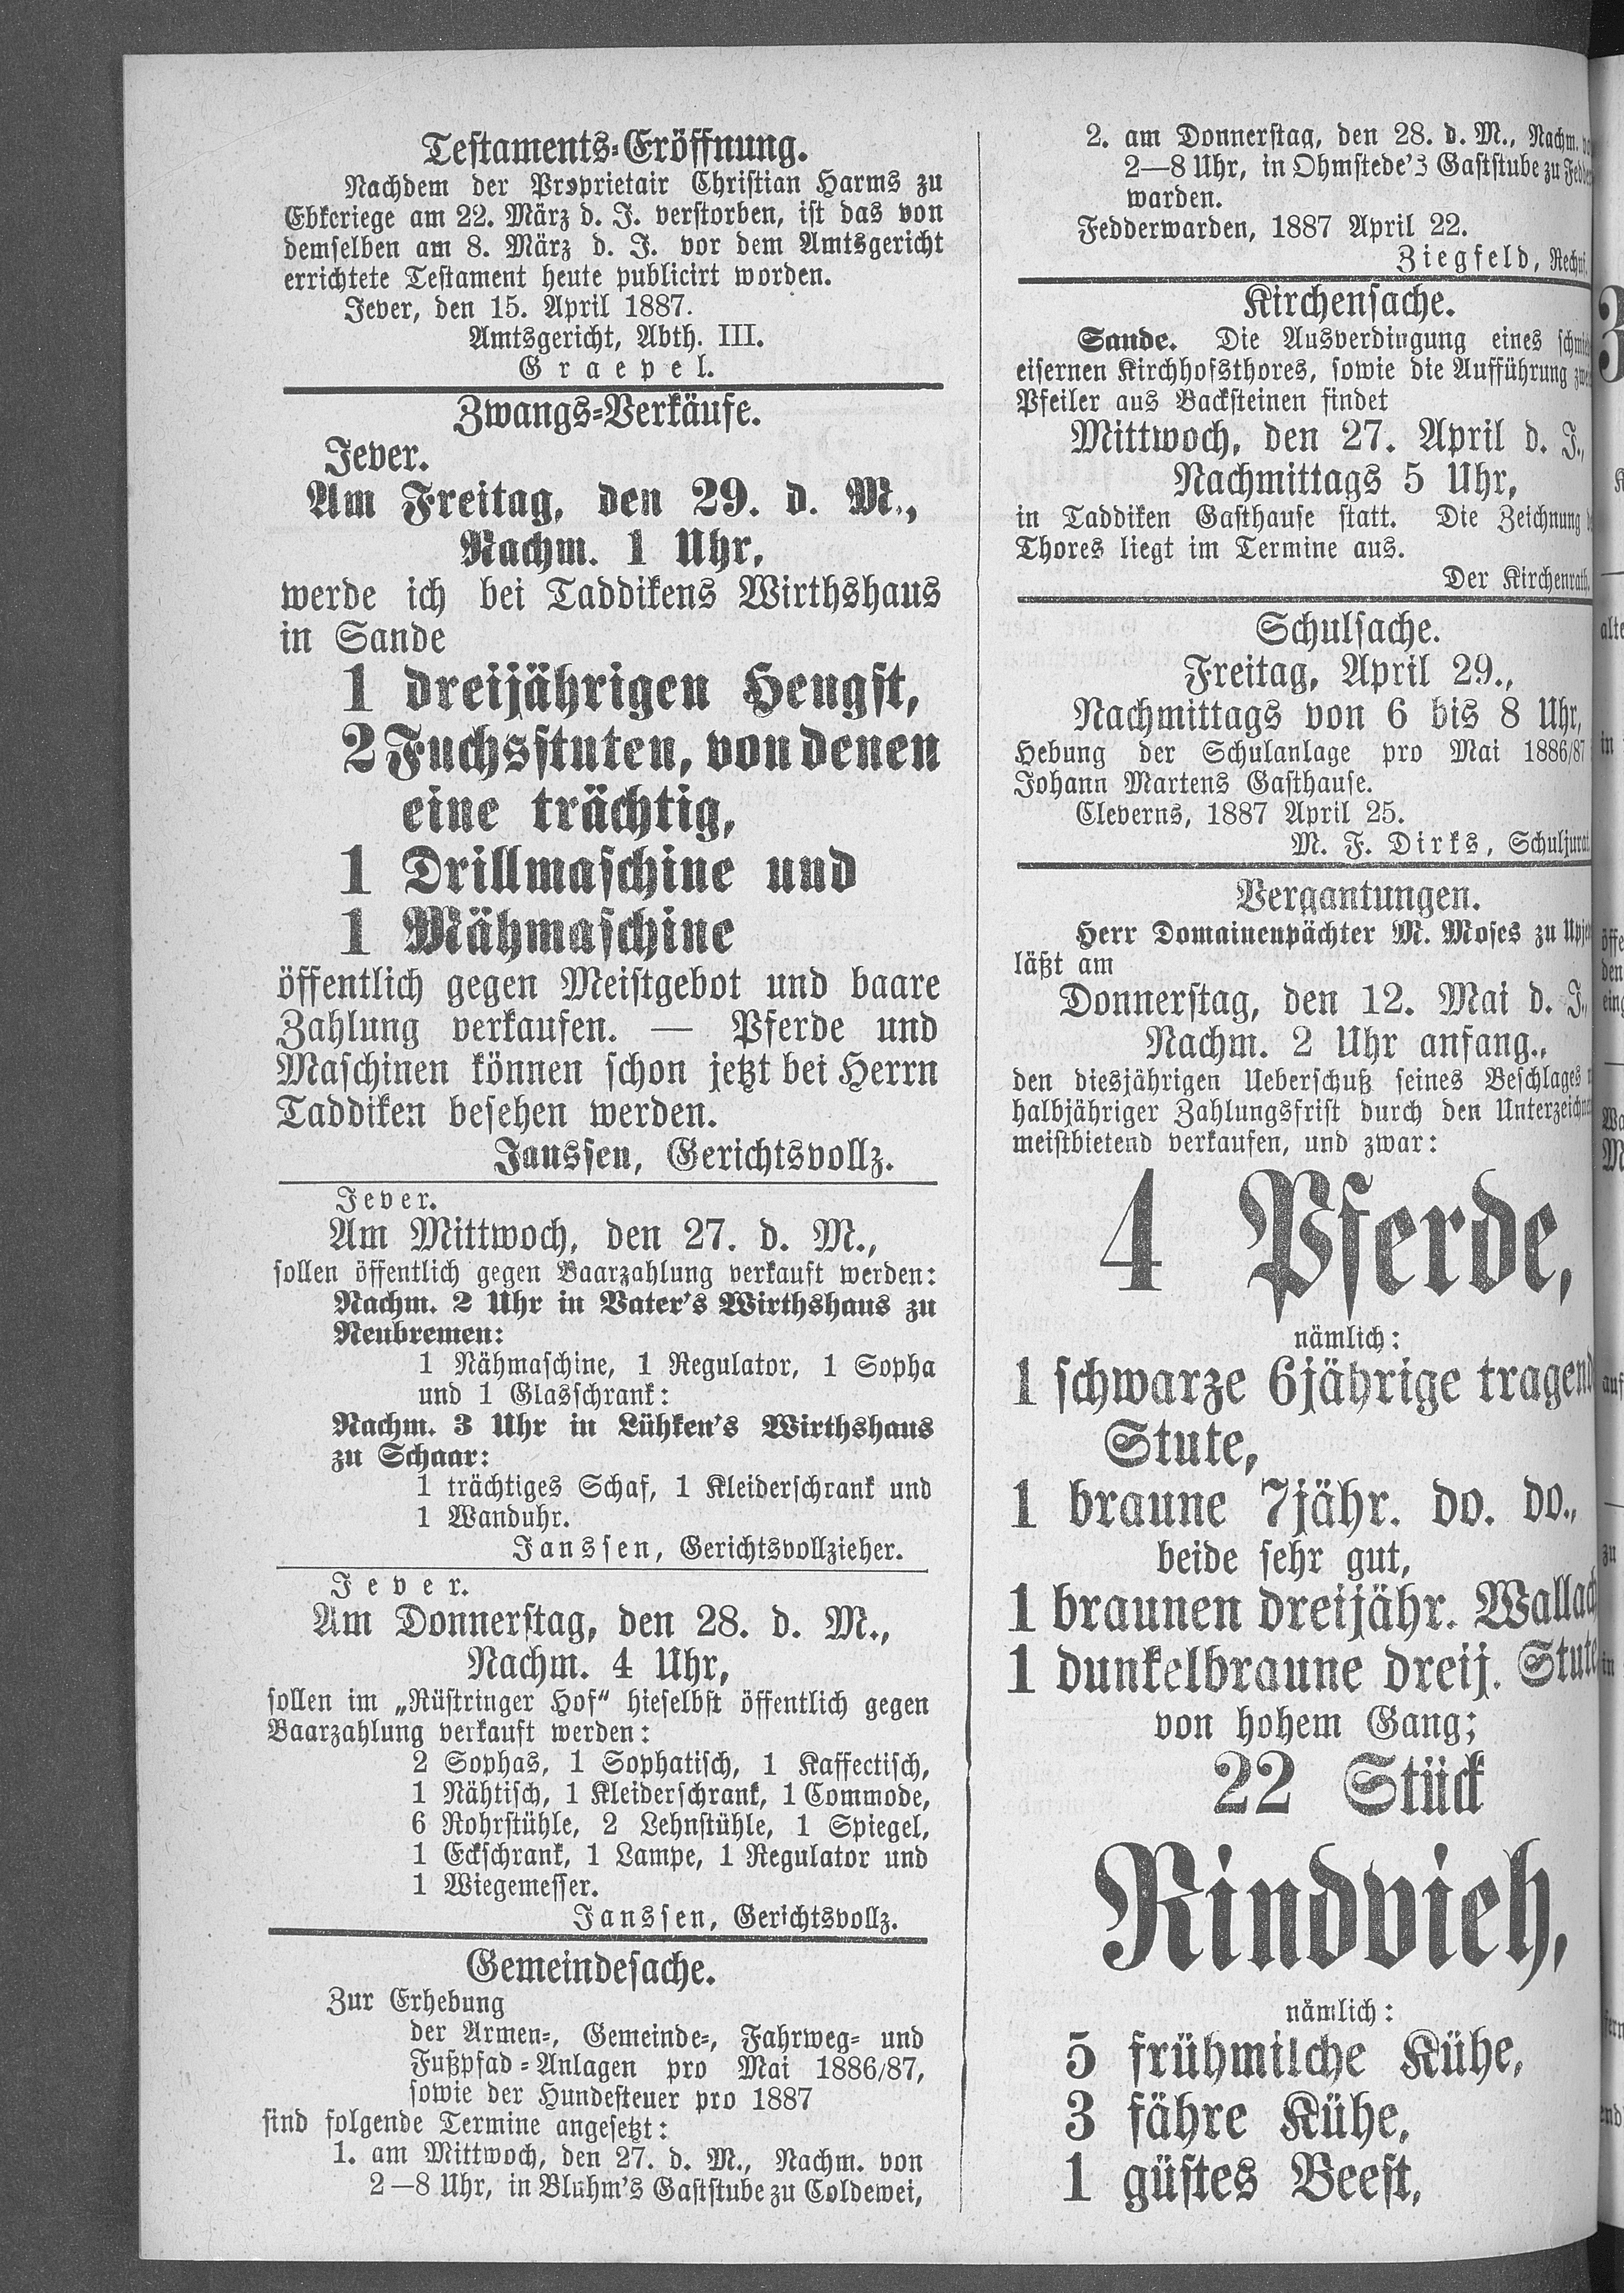 Testaments-Eröffnung.
Nachdem der Proprietair Christian Harms zu
Ebkeriege am 22. März d. J. verstorben, ist das von
demselben am 8. März d. J. vor dem Amtsgericht
errichtete Testament heute publicirt worden.
Jever, den 15. April 1887.
Amtsgericht, Abth. III.
Graepel.
Zwangs-Verkäufe.
Jever.
Am Freitag, den 29. d. M.,
Nachm. 1 Uhr,
werde ich bei Taddikens Wirthshaus
in Sande
1 dreijährigen Hengst,
2 Fuchsstuten, von denen
eine trächtig,
1 Drillmaschine und
1 Mähmaschine
öffentlich gegen Meistgebot und baare
Zahlung verkaufen. — Pferde und
Maschinen können schon jetzt bei Herrn
Taddiken besehen werden.
Janssen, Gerichtsvollz.
Jever.
Am Mittwoch, den 27. d. M.,
sollen öffentlich gegen Baarzahlung verkauft werden:
Nachm. 2 Uhr in Vater's Wirthshaus zu
Neubremen:
1 Nähmaschine, 1 Regulator, 1 Sopha
und 1 Glasschrank:
Nachm. 3 Uhr in Lühken's Wirthshaus
zu Schaar:
1 trächtiges Schaf, 1 Kleiderschrank und
1 Wanduhr.
Janssen, Gerichtsvollzieher.
Jever.
Am Donnerstag, den 28. d. M.,
Nachm. 4 Uhr,
sollen im „Rüstringer Hof“ hieselbst öffentlich gegen
Baarzahlung verkauft werden:
2 Sophas, 1 Sophatisch, 1 Kaffectisch,
1 Nähtisch, 1 Kleiderschrank, 1 Commode,
6 Rohrstühle, 2 Lehnstühle, 1 Spiegel,
1 Eckschrank, 1 Lampe, 1 Regulator und
1 Wiegemesser.
Janssen, Gerichtsvollz.
Gemeindesache.
Zur Erhebung
der Armen-, Gemeinde-, Fahrweg- und
Fußpfad-Anlagen pro Mai 1886/87,
sowie der Hundesteuer pro 1887
sind folgende Termine angesetzt:
1. am Mittwoch, den 27. d. M., Nachm. von
2—8 Uhr, in Bluhm's Gaststube zu Coldewei,
2. am Donnerstag, den 28. d. M., Nachm.
2—8 Uhr, in Ohmstede's Gaststube zu
warden.
Fedderwarden, 1887 April 22.
Ziegfeld,
Kirchensache.
Sande. Die Ausverdingung eines
eisernen Kirchhofsthores, sowie die Aufführung
Pfeiler aus Backsteinen findet
Mittwoch, den 27. April d. J.,
Nachmittags 5 Uhr,
in Taddiken Gasthause statt. Die Zeichnung
Thores liegt im Termine aus.
Der Kirchenrath.
Schulsache.
Freitag, April 29.,
Nachmittags von 6 bis 8 Uhr,
Hebung der Schulanlage pro Mai 1886/87
Johann Martens Gasthause.
Cleverns, 1887 April 25.
M. F. Dirks, Schuljurat.
Vergantungen.
Herr Domainenpächter M. Moses zu
läßt am
Donnerstag, den 12. Mai d. J.,
Nachm. 2 Uhr anfang.,
den diesjährigen Ueberschuß seines Beschlages
halbjähriger Zahlungsfrist durch den
meistbietend verkaufen, und zwar:
4 Pferde,
nämlich:
1 schwarze 6jährige tragende
Stute,
1 braune 7jähr. do. do.,
beide sehr gut,
1 braunen dreijähr. Wallach
1 dunkelbraune dreij. Stute
von hohem Gang;
22 Stück
Rindvieh,
nämlich:
5 frühmilche Kühe,
3 fähre Kühe,
1 güstes Beest,